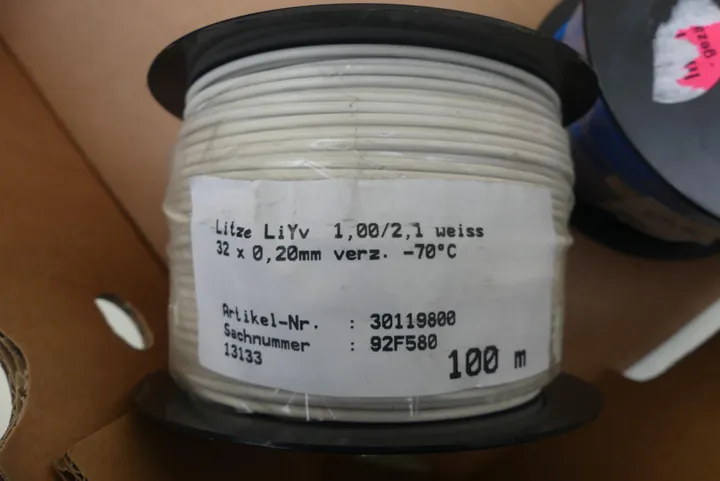 Litze LiYv 1,00/2,1 weiss
32 x 0,20mm verz. -70°C
Artikel-Nr. : 30119800
Sachnummer : 92F580
13133
100 m